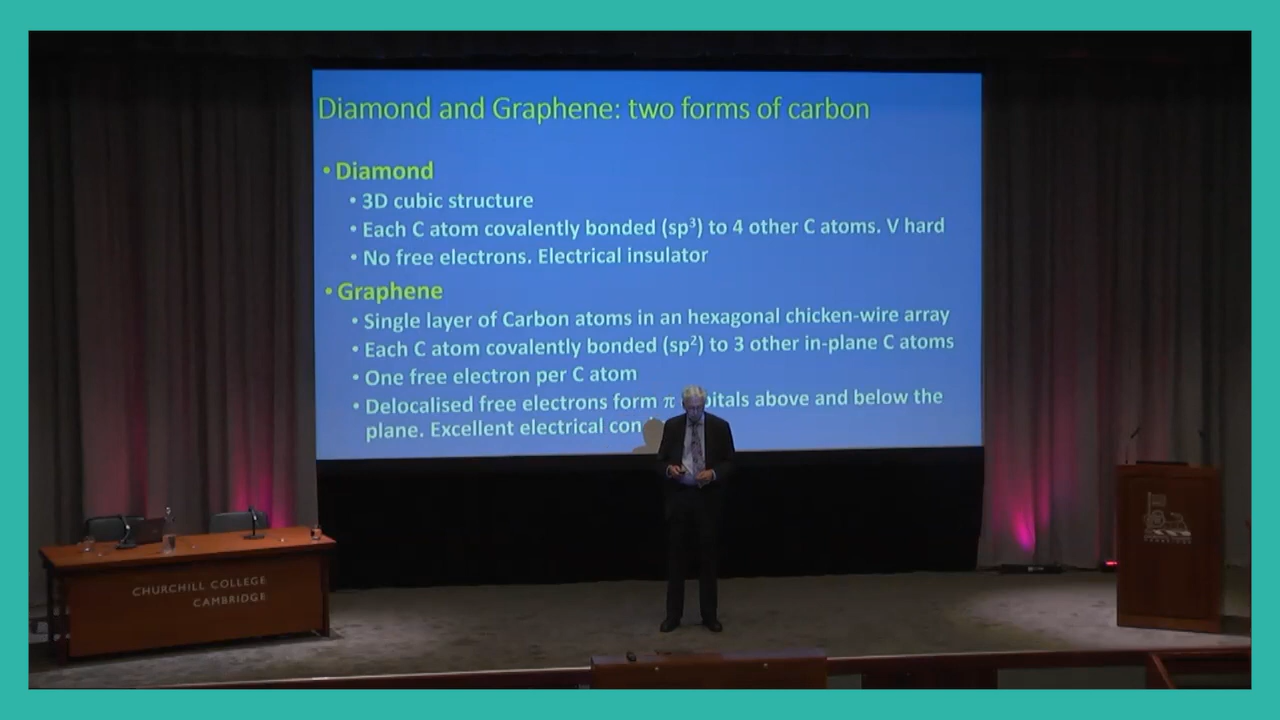 Diamond and Graphene: two forms of carbon
• Diamond
• 3D cubic structure
• Each C atom covalently bonded (sp³) to 4 other C atoms. V hard
• No free electrons. Electrical insulator
• Graphene
• Single layer of Carbon atoms in an hexagonal chicken-wire array
• Each C atom covalently bonded (sp²) to 3 other in-plane C atoms
• One free electron per C atom
• Delocalised free electrons form π bitals above and below the
plane. Excellent electrical con
CHURCHILL COLLEGE
CAMBRIDGE